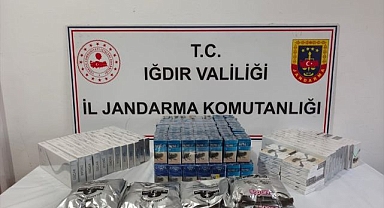 T.C.
IĞDIR VALİLİĞİ
İL JANDARMA KOMUTANLIĞI